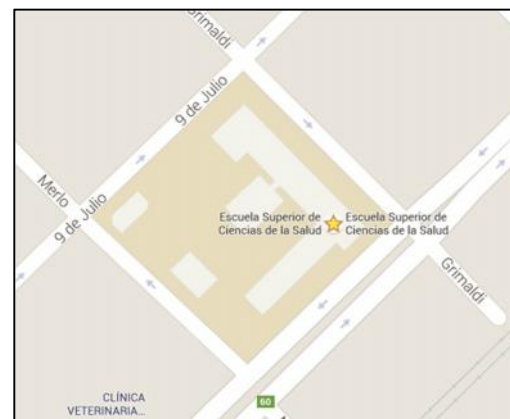 Grimaldi
9 de Julio
Merlo
9 de Julio
Escuela Superior de
Ciencias de la Salud
Escuela Superior de
Ciencias de la Salud
Grimaldi
CLÍNICA
VETERINARIA...
60